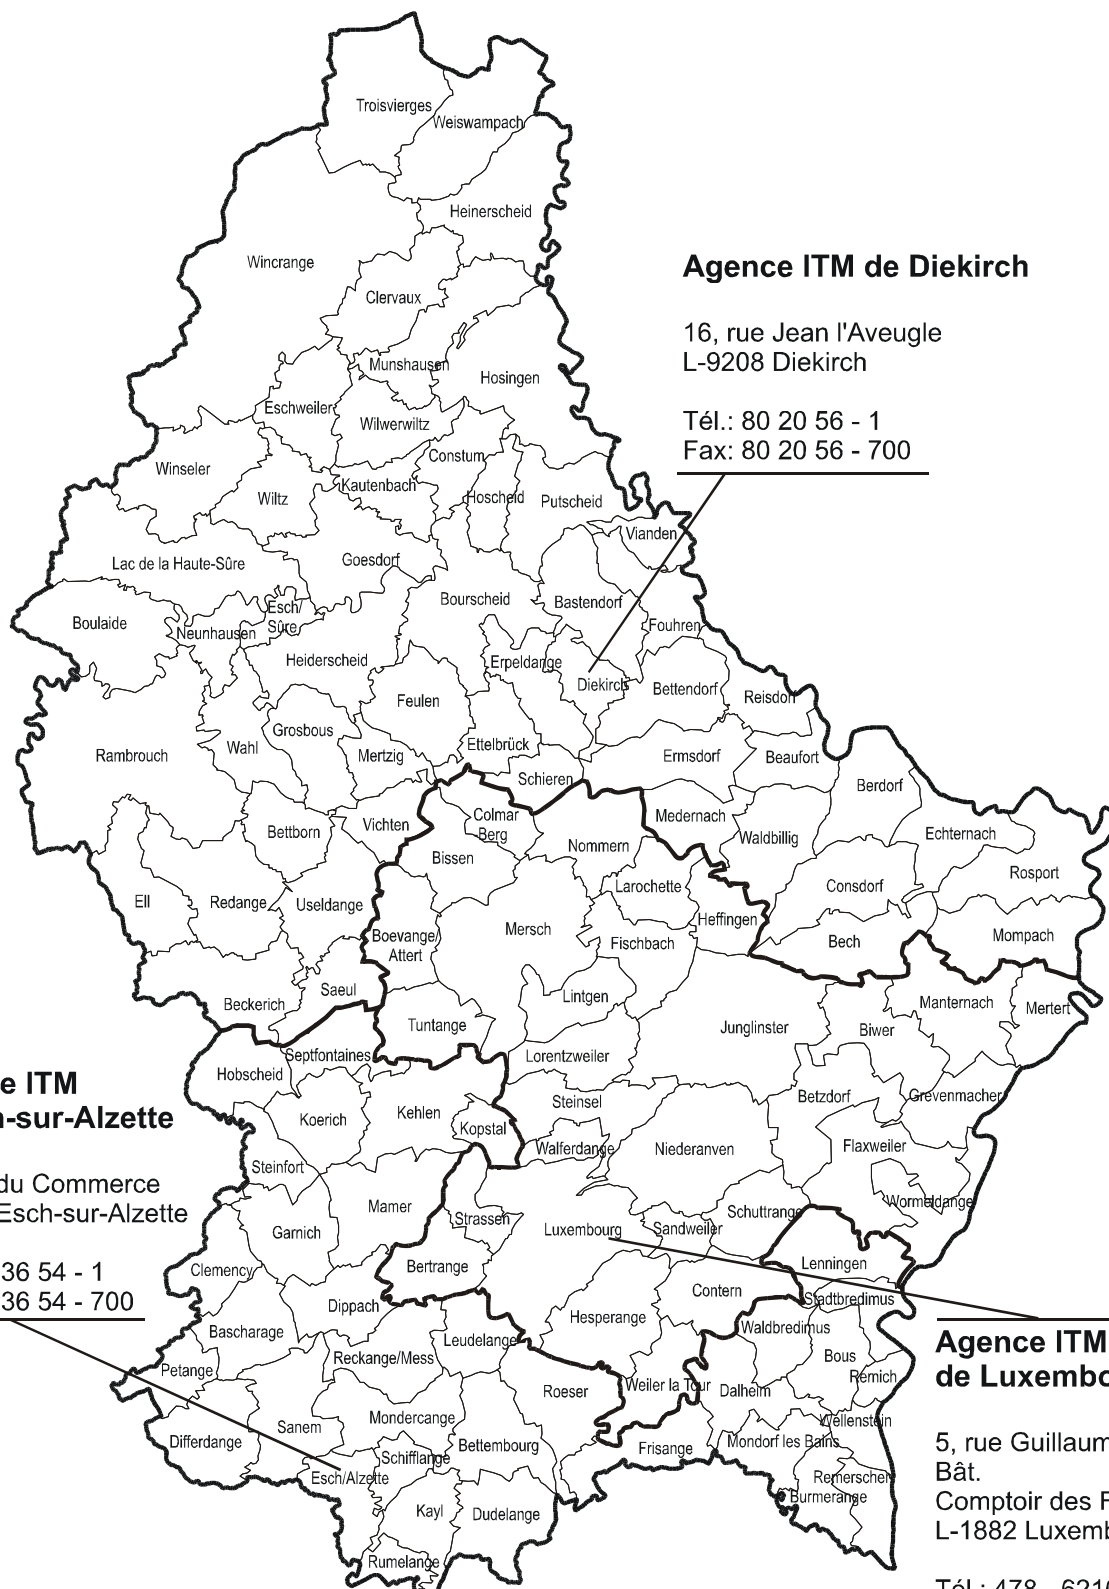 Troisvierges
Weiswampach
Heinerscheid
Wincrange
Clervaux
Munshausen
Hosingen
Eschweiler
Wilwerwiltz
Constum
Winseler
Wiltz
Kautenbach
Hoscheid
Putscheid
Vianden
Lac de la Haute-Sûre
Goesdorf
Bourscheid
Bastendorf
Boulaide
Neunhausen
Esch/
Sûre
Fouhren
Heiderscheid
Erpeldange
Diekirch
Bettendorf
Reisdorf
Feulen
Grosbous
Wahl
Rambrouch
Mertzig
Ettelbrück
Schieren
Ermsdorf
Beaufort
Berdorf
Bettborn
Vichten
Colmar
Berg
Medernach
Waldbillig
Echternach
Bissen
Nommern
Larochette
Consdorf
Rosport
Ell
Redange
Useldange
Heffingen
Boevange/
Attert
Mersch
Fischbach
Bech
Mompach
Beckerich
Saeul
Lintgen
Tuntange
Junglinster
Biwer
Manternach
Mertert
Septfontaines
Hobscheid
Lorentzweiler
Koerich
Kehlen
Kopstal
Steinsel
Betzdorf
Grevenmacher
Walferdange
Niederanven
Flaxweiler
Steinfort
Mamer
Wormeldange
Garnich
Strassen
Luxembourg
Sandweiler
Schuttrange
Clemency
Bertrange
Lenningen
Dippach
Contern
Stadtbredimus
Bascharage
Leudelange
Hesperange
Waldbredimus
Petange
Reckange/Mess
Bous
Remich
Roeser
Weiler la Tour
Dalheim
Sanem
Mondercange
Wellenstein
Differdange
Schifflange
Bettembourg
Frisange
Mondorf les Bains
Esch/Alzette
Remerschen
Burmerange
Kayl
Dudelange
Rumelange
Agence ITM de Diekirch
16, rue Jean l'Aveugle
L-9208 Diekirch
Tél.: 80 20 56 - 1
Fax: 80 20 56 - 700
e ITM
h-sur-Alzette
du Commerce
Esch-sur-Alzette
36 54 - 1
36 54 - 700
Agence ITM
de Luxembo
5, rue Guillaum
Bât.
Comptoir des F
L-1882 Luxemb
Tél.: 478 - 621